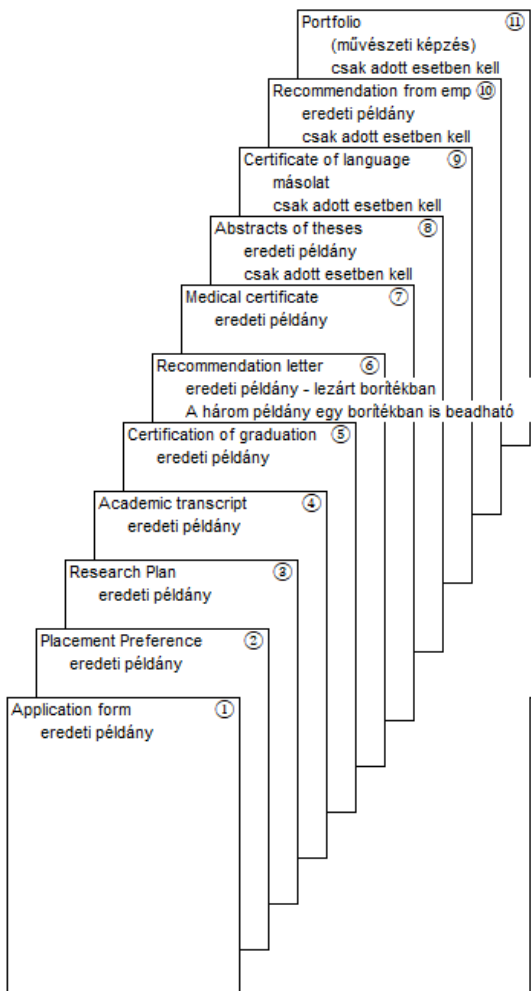 Portfolio ⑪
(művészeti képzés)
csak adott esetben kell
Recommendation from emp ⑩
eredeti példány
csak adott esetben kell
Certificate of language ⑨
másolat
csak adott esetben kell
Abstracts of theses ⑧
eredeti példány
csak adott esetben kell
Medical certificate ⑦
eredeti példány
Recommendation letter ⑥
eredeti példány - lezárt borítékban
A három példány egy borítékban is beadható
Certification of graduation ⑤
eredeti példány
Academic transcript ④
eredeti példány
Research Plan ③
eredeti példány
Placement Preference ②
eredeti példány
Application form ①
eredeti példány